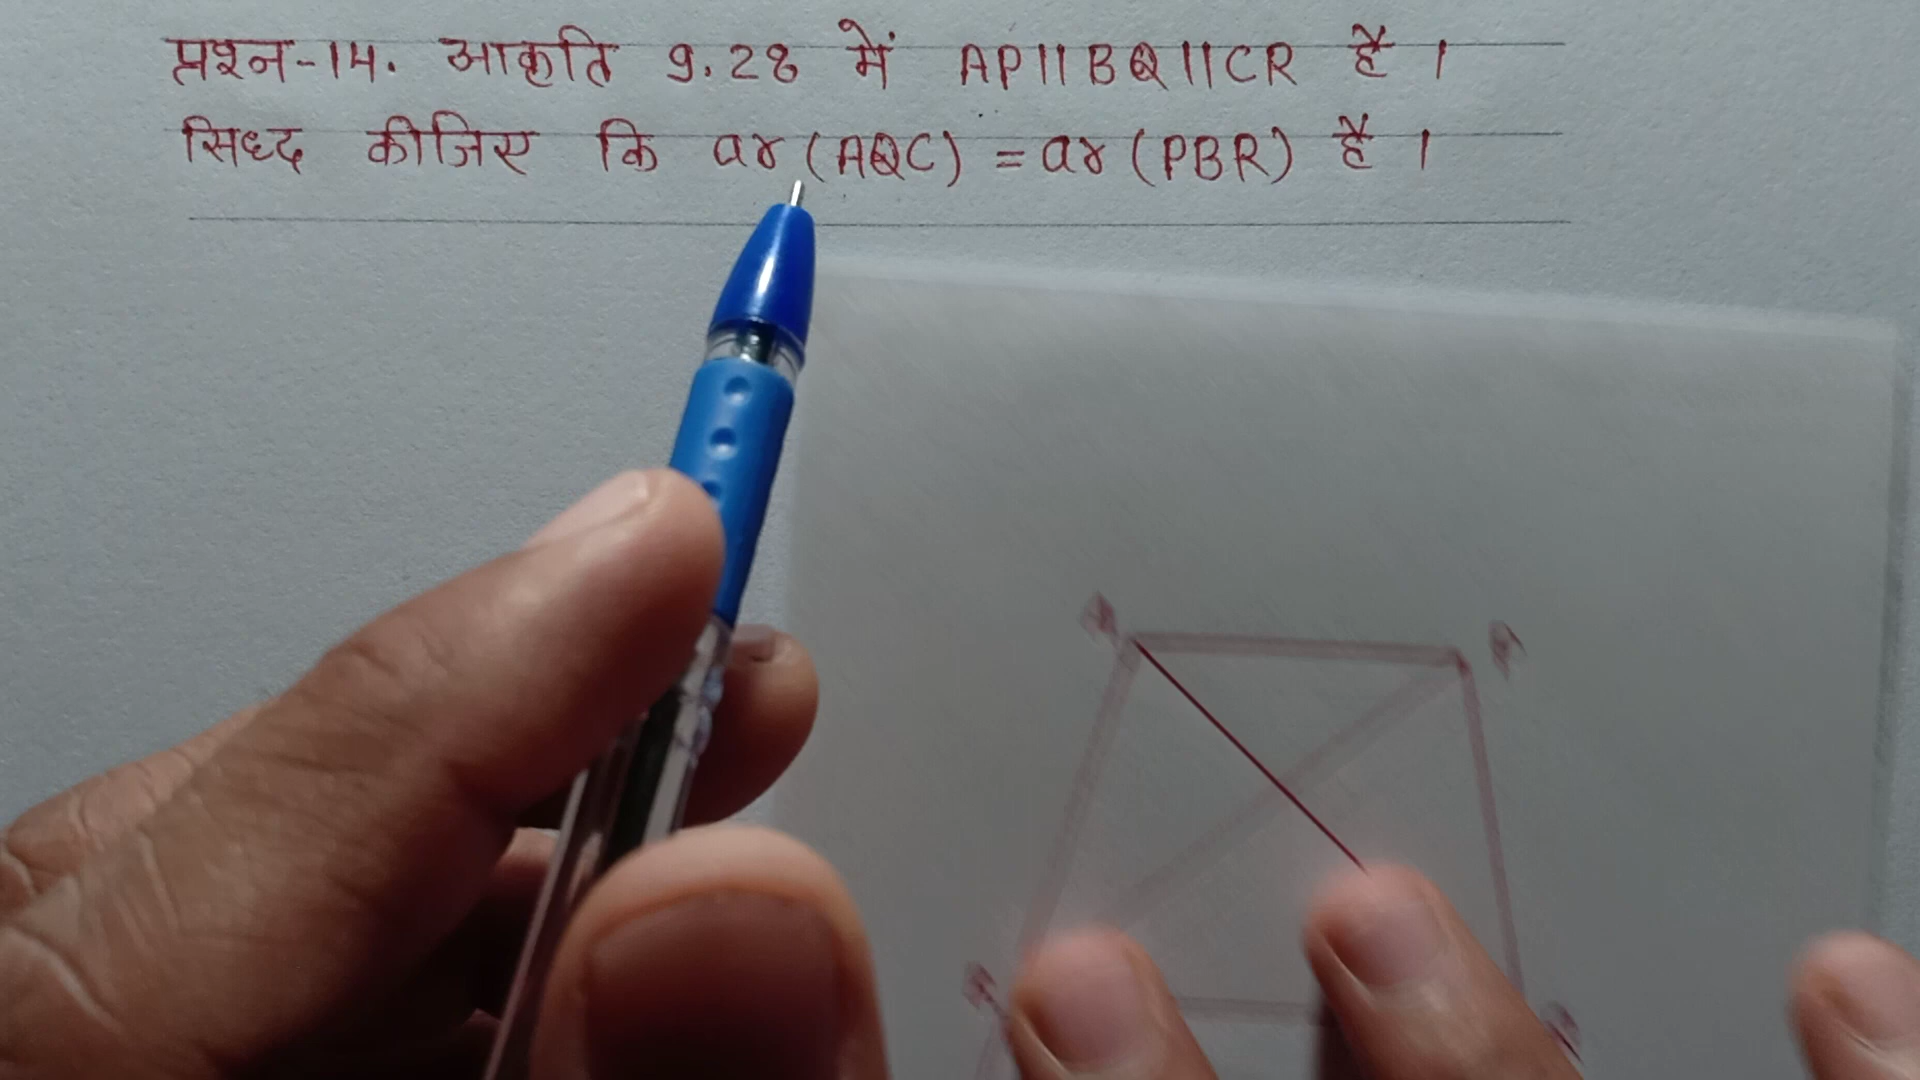 प्रश्न-14. आकृति 9.28 में AP||BQ||CR है ।
सिध्द कीजिए कि ar (AQC) = ar (PBR) है ।